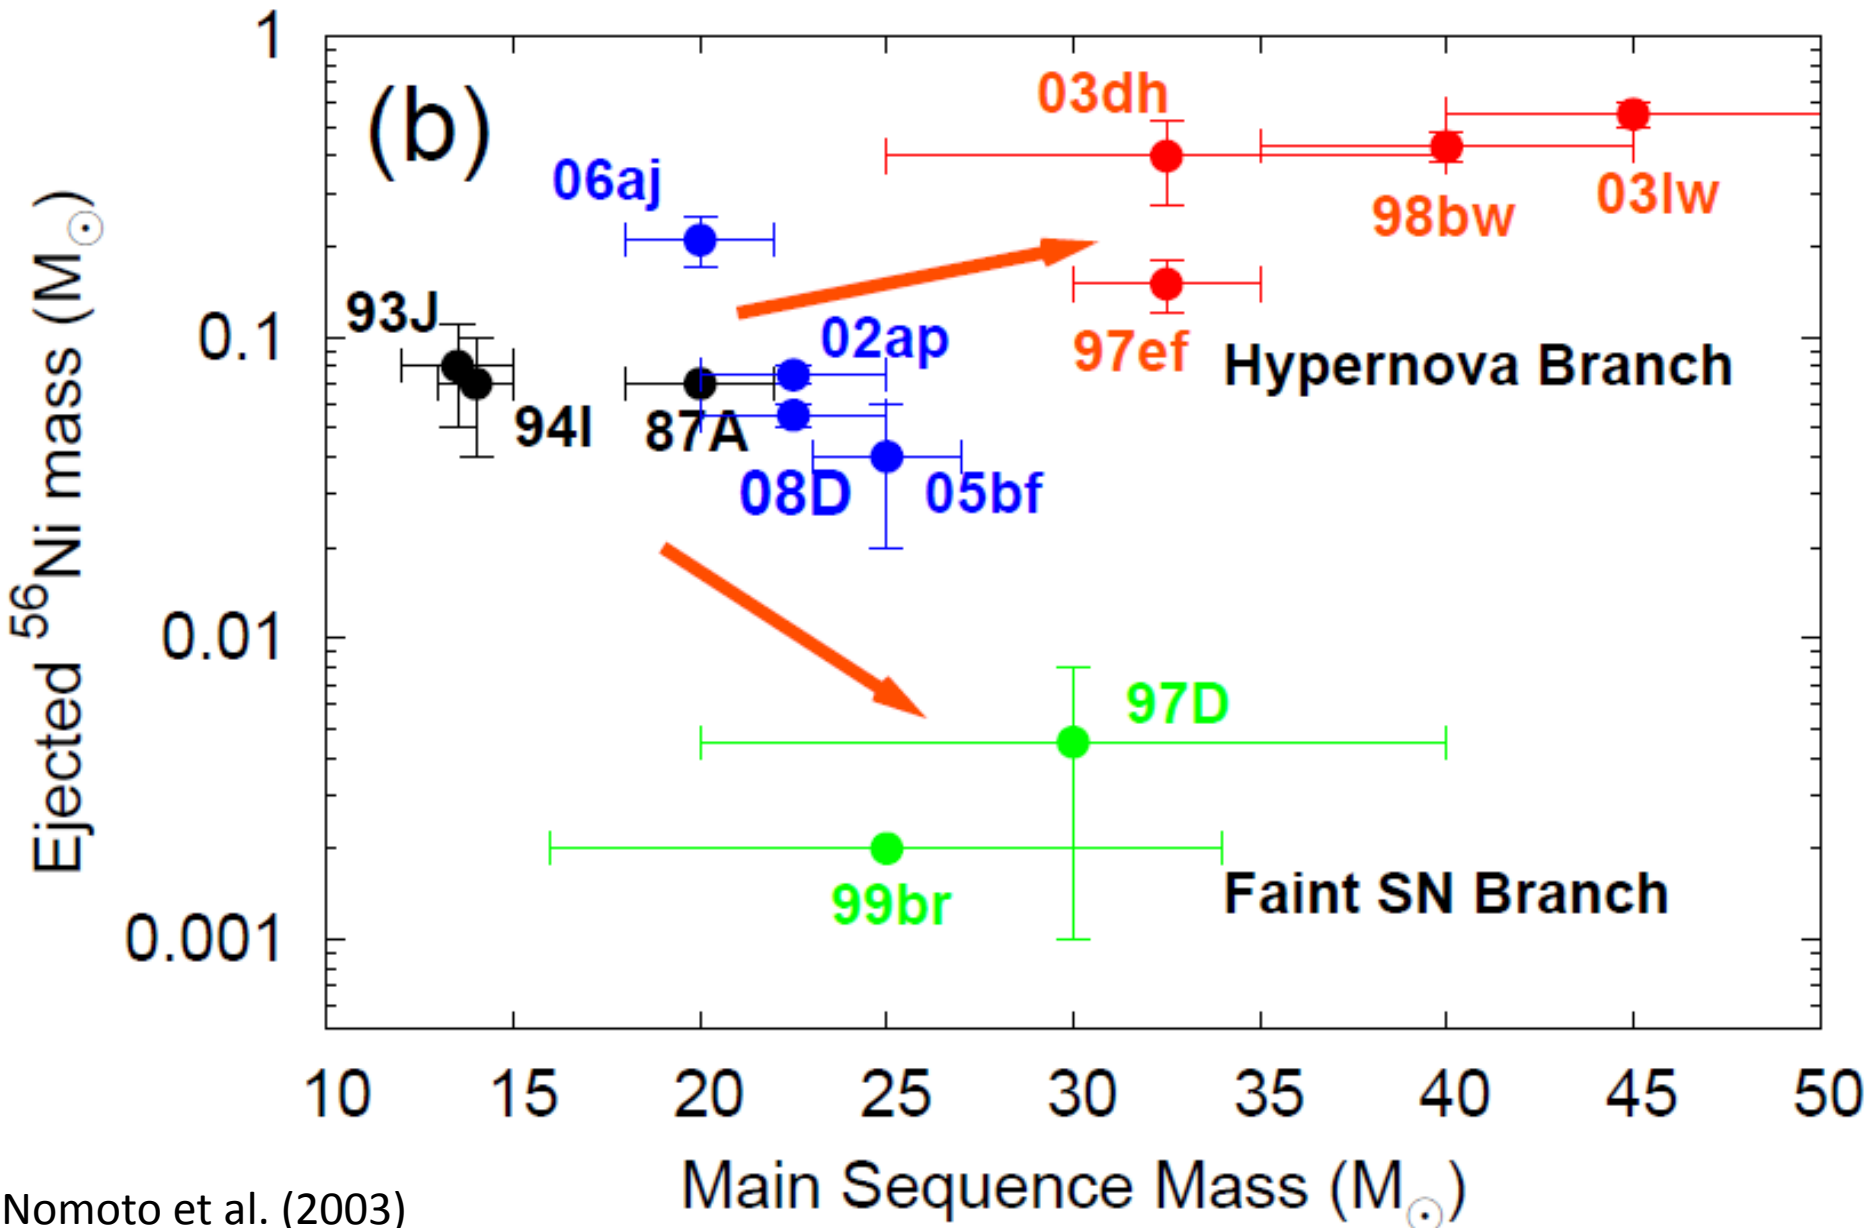 1
(b)
03dh
06aj
03lw
98bw
93J
0.1
02ap
97ef
Hypernova Branch
94I
87A
08D
05bf
Ejected ⁵⁶Ni mass (M☉)
0.01
97D
99br
Faint SN Branch
0.001
10 15 20 25 30 35 40 45 50
Main Sequence Mass (M☉)
Nomoto et al. (2003)